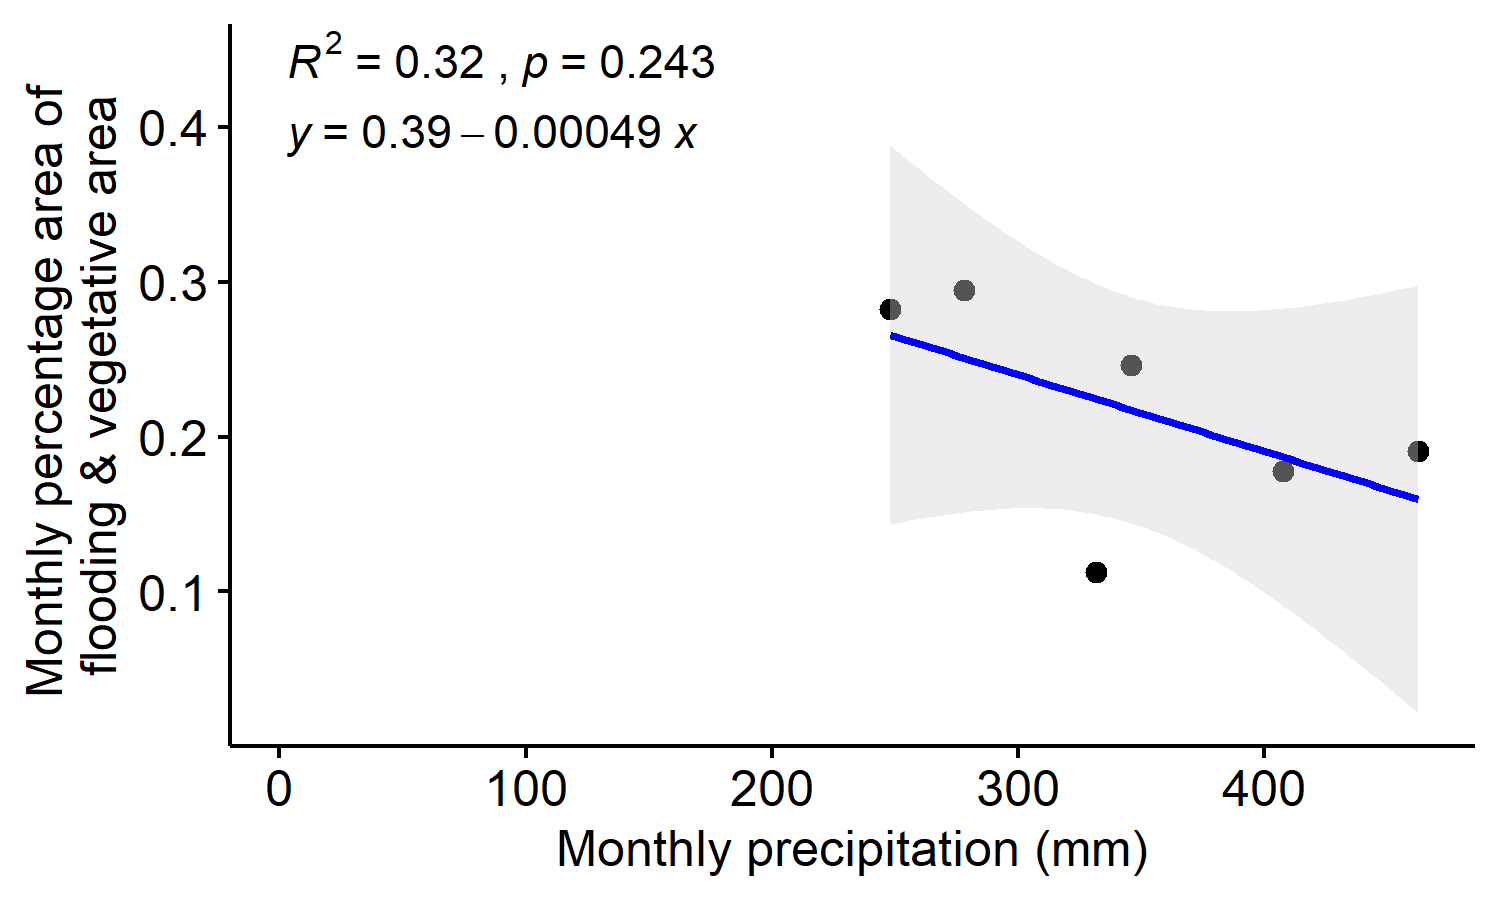 R² = 0.32 , p = 0.243
y = 0.39 – 0.00049 x
Monthly percentage area of
flooding & vegetative area
0.4
0.3
0.2
0.1
0 100 200 300 400
Monthly precipitation (mm)